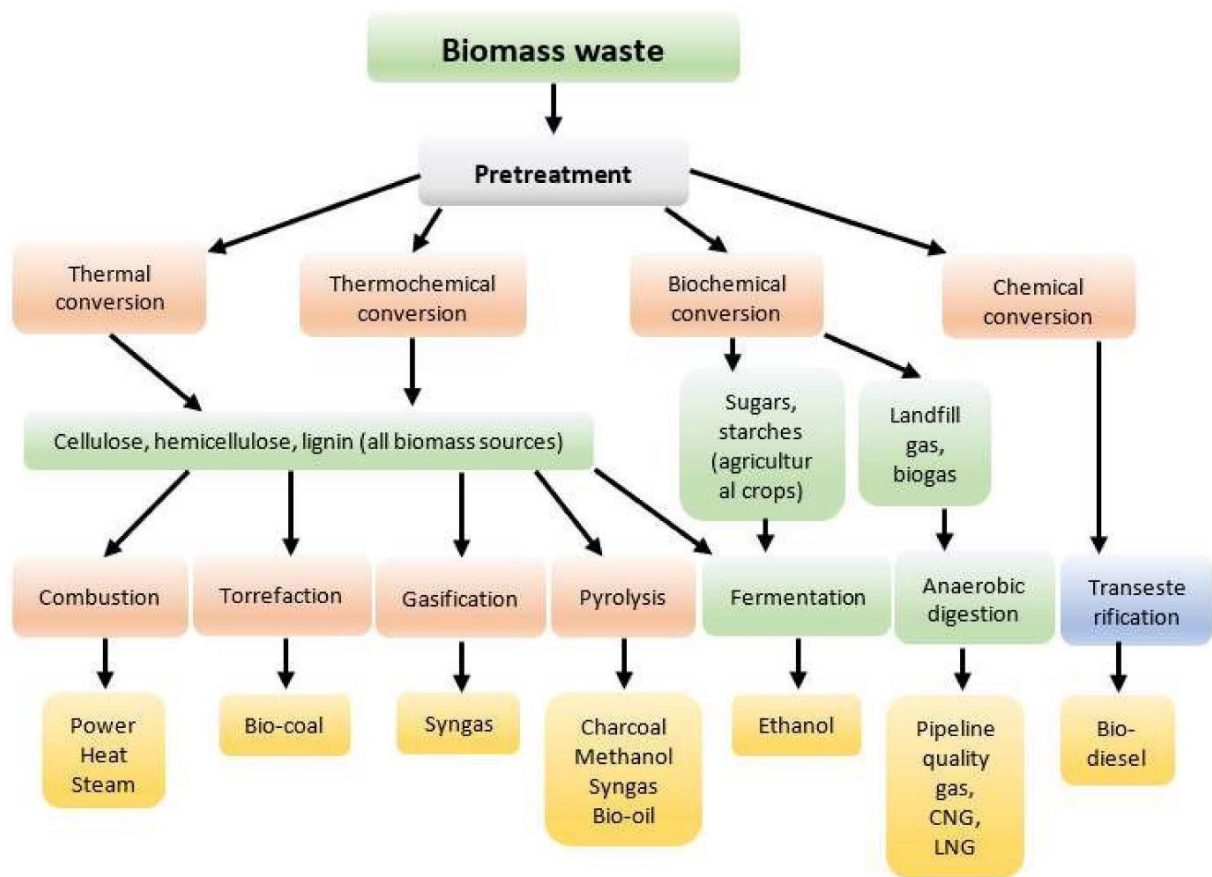 Biomass waste
Pretreatment
Thermal
conversion
Thermochemical
conversion
Biochemical
conversion
Chemical
conversion
Cellulose, hemicellulose, lignin (all biomass sources)
Sugars,
starches
(agricultur
al crops)
Landfill
gas,
biogas
Combustion
Torrefaction
Gasification
Pyrolysis
Fermentation
Anaerobic
digestion
Transeste
rification
Power
Heat
Steam
Bio-coal
Syngas
Charcoal
Methanol
Syngas
Bio-oil
Ethanol
Pipeline
quality
gas,
CNG,
LNG
Bio-
diesel